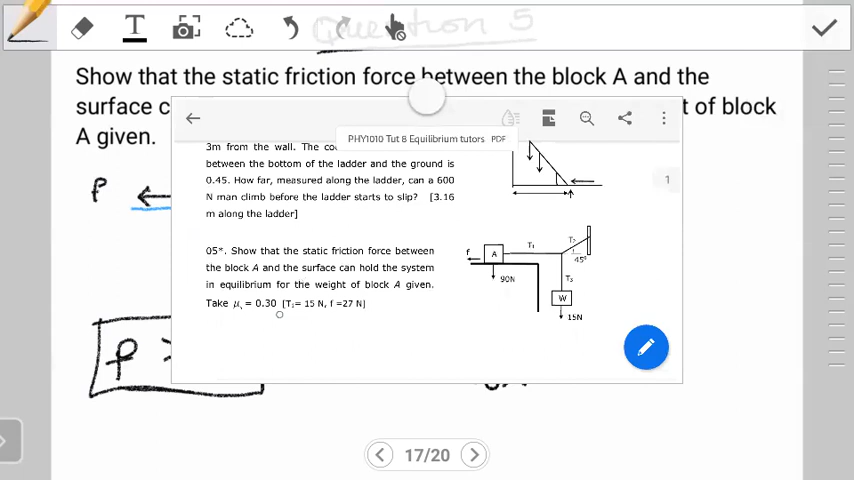 Question 5
Show that the static friction force between the block A and the
surface c
t of block
A given.
PHY1010 Tut 6 Equilibrium tutors PDF
3m from the wall. The co
between the bottom of the ladder and the ground is
0.45. How far, measured along the ladder, can a 600
N man climb before the ladder starts to slip? [3.16
m along the ladder]
1
05*. Show that the static friction force between
the block A and the surface can hold the system
in equilibrium for the weight of block A given.
Take μs = 0.30 [T₁= 15 N, f =27 N]
f
A
T₁
T₂
45°
90N
T₃
W
15N
f
f >
17/20